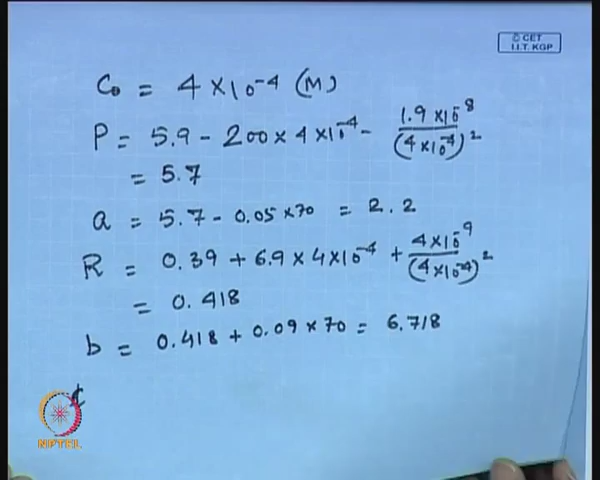 © CET
I.I.T. KGP
C₀ = 4 × 10⁻⁴ (M)
P = 5.9 - 200 × 4 × 10⁻⁴ - 1.9 × 10⁻⁸ / (4 × 10⁻⁴)²
= 5.7
a = 5.7 - 0.05 × 70 = 2.2
R = 0.39 + 6.9 × 4 × 10⁻⁴ + 4 × 10⁻⁹ / (4 × 10⁻⁴)²
= 0.418
b = 0.418 + 0.09 × 70 = 6.718
NPTEL